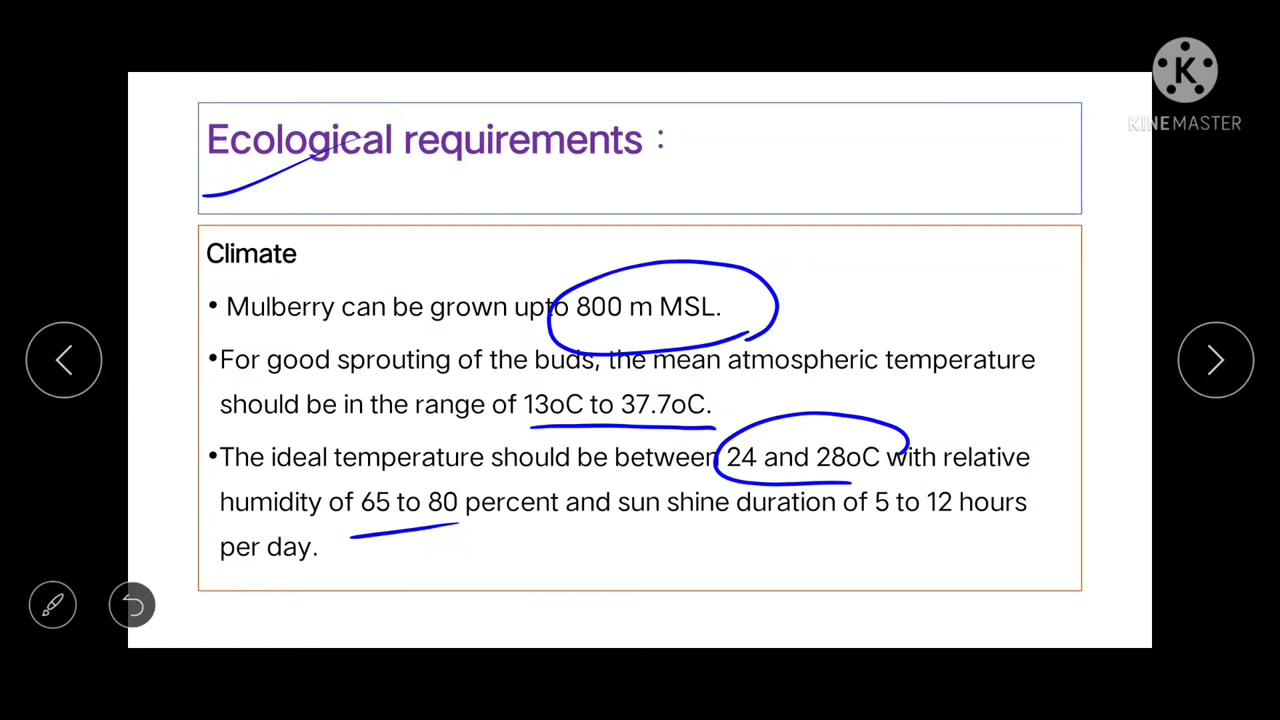 K
KINEMASTER
Ecological requirements :
Climate
• Mulberry can be grown upto 800 m MSL.
•For good sprouting of the buds, the mean atmospheric temperature
should be in the range of 13oC to 37.7oC.
•The ideal temperature should be between 24 and 28oC with relative
humidity of 65 to 80 percent and sun shine duration of 5 to 12 hours
per day.